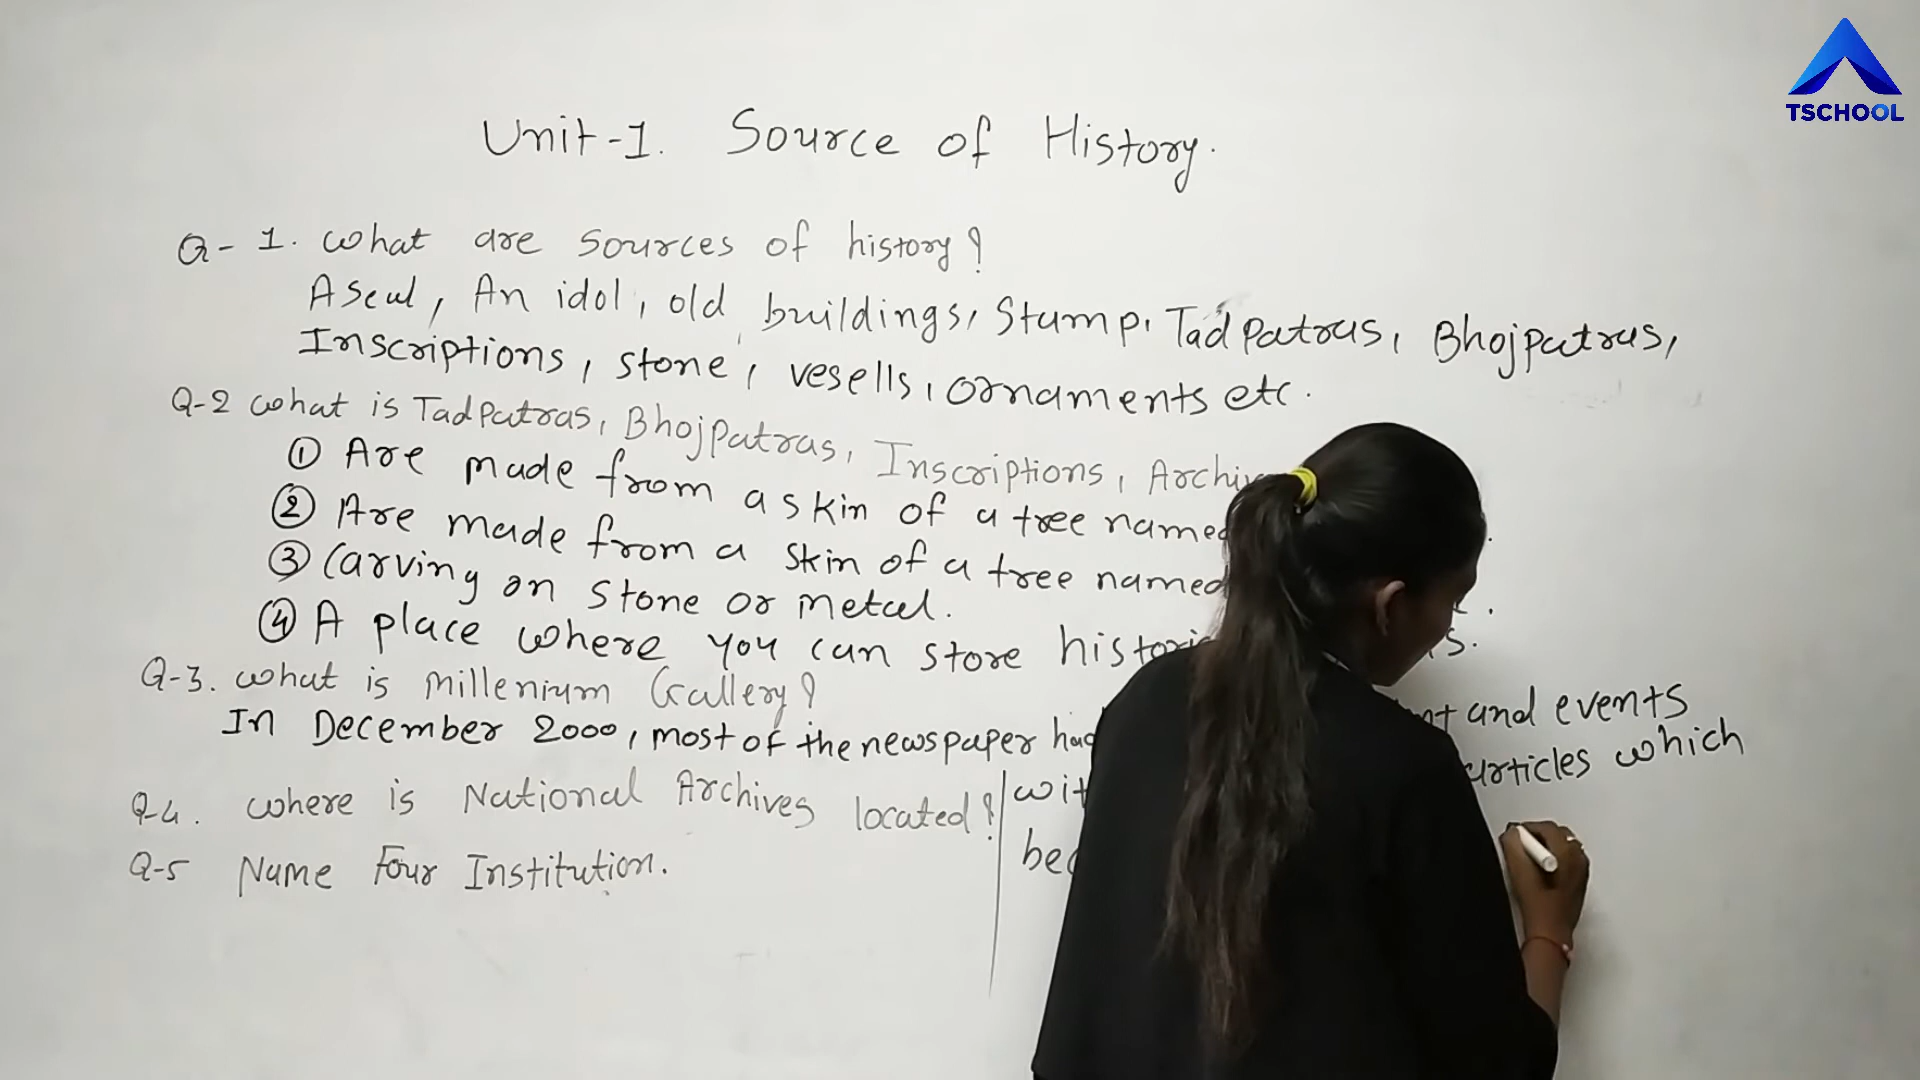 TSCHOOL
Unit-1. Source of History.
Q-1. what are sources of history?
A Seal, An idol, old buildings, Stump, Tadpatras, Bhojpatras,
Inscriptions, stone, vesells, ornaments etc.
Q-2 what is Tadpatras, Bhojpatras, Inscriptions,
① Are made from a skin of a tree named
② Are made from a skin of a tree named
③ Carving on stone or metal.
④ A place where you can store
Q-3. what is millenium Gallery?
In December 2000, most of the newspaper and events
articles which
Q-4. where is National Archives located?
Q-5 Name Four Institution.